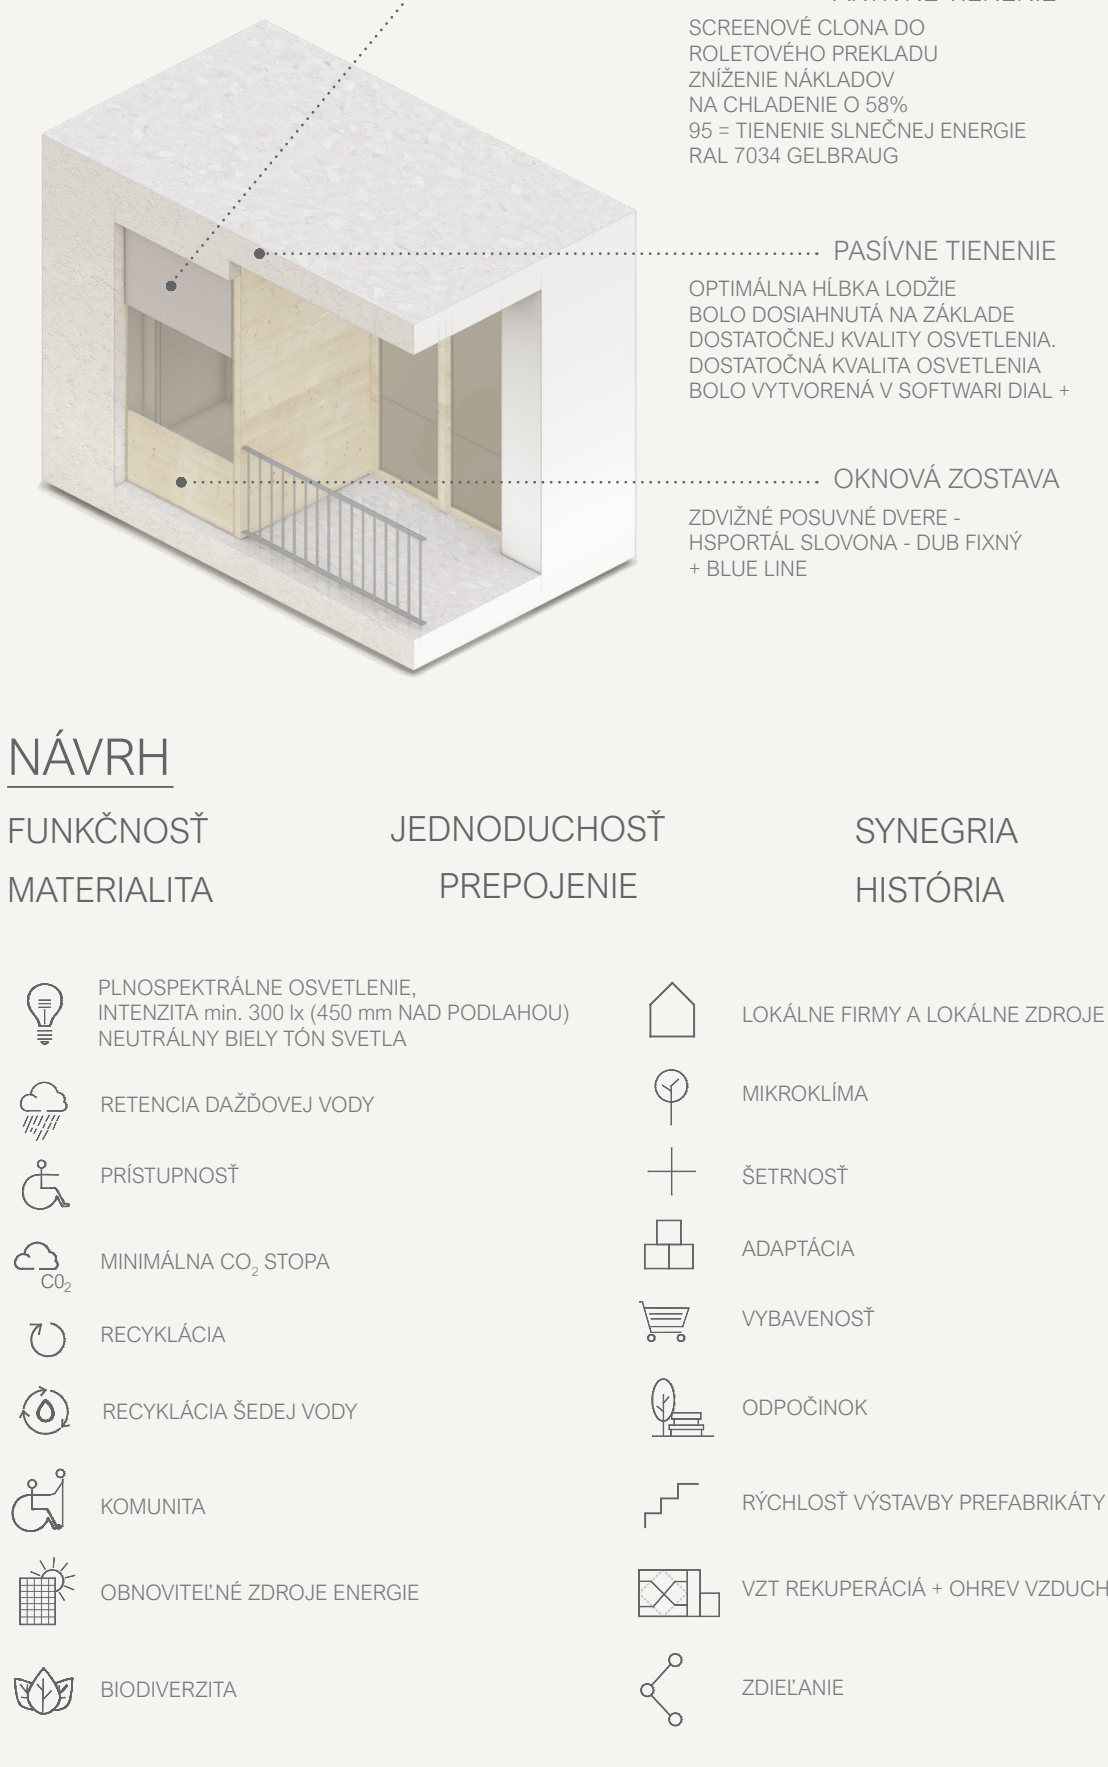 SCREENOVÉ CLONA DO
ROLETOVÉHO PREKLADU
ZNÍŽENIE NÁKLADOV
NA CHLADENIE O 58%
95 = TIENENIE SLNEČNEJ ENERGIE
RAL 7034 GELBRAUG
PASÍVNE TIENENIE
OPTIMÁLNA HĹBKA LODŽIE
BOLO DOSIAHNUTÁ NA ZÁKLADE
DOSTATOČNEJ KVALITY OSVETLENIA.
DOSTATOČNÁ KVALITA OSVETLENIA
BOLO VYTVORENÁ V SOFTWARI DIAL +
OKNOVÁ ZOSTAVA
ZDVIŽNÉ POSUVNÉ DVERE -
HSPORTÁL SLOVONA - DUB FIXNÝ
+ BLUE LINE
NÁVRH
FUNKČNOSŤ
JEDNODUCHOSŤ
SYNEGRIA
MATERIALITA
PREPOJENIE
HISTÓRIA
PLNOSPEKTRÁLNE OSVETLENIE,
INTENZITA min. 300 lx (450 mm NAD PODLAHOU)
NEUTRÁLNY BIELY TÓN SVETLA
RETENCIA DAŽĎOVEJ VODY
PRÍSTUPNOSŤ
MINIMÁLNA CO₂ STOPA
C0₂
RECYKLÁCIA
RECYKLÁCIA ŠEDEJ VODY
KOMUNITA
OBNOVITEĽNÉ ZDROJE ENERGIE
BIODIVERZITA
LOKÁLNE FIRMY A LOKÁLNE ZDROJE
MIKROKLÍMA
ŠETRNOSŤ
ADAPTÁCIA
VYBAVENOSŤ
ODPOČINOK
RÝCHLOSŤ VÝSTAVBY PREFABRIKÁTY
VZT REKUPERÁCIÁ + OHREV VZDUCH
ZDIEĽANIE